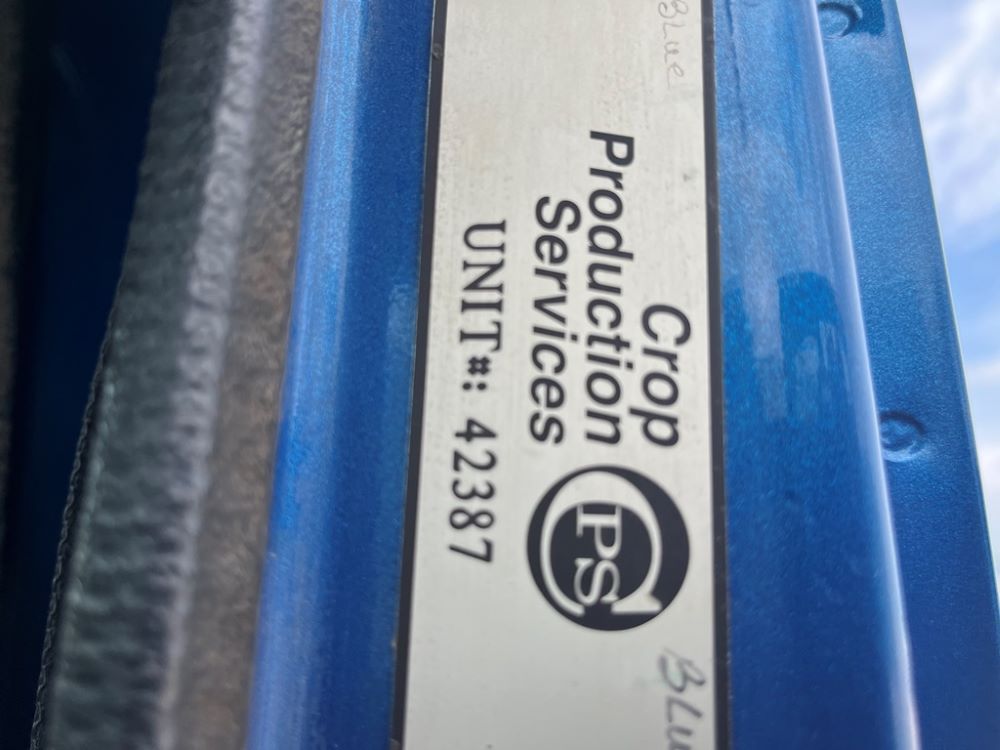 Blue
Crop
Production
Services
CPS
UNIT#: 42387
Blu